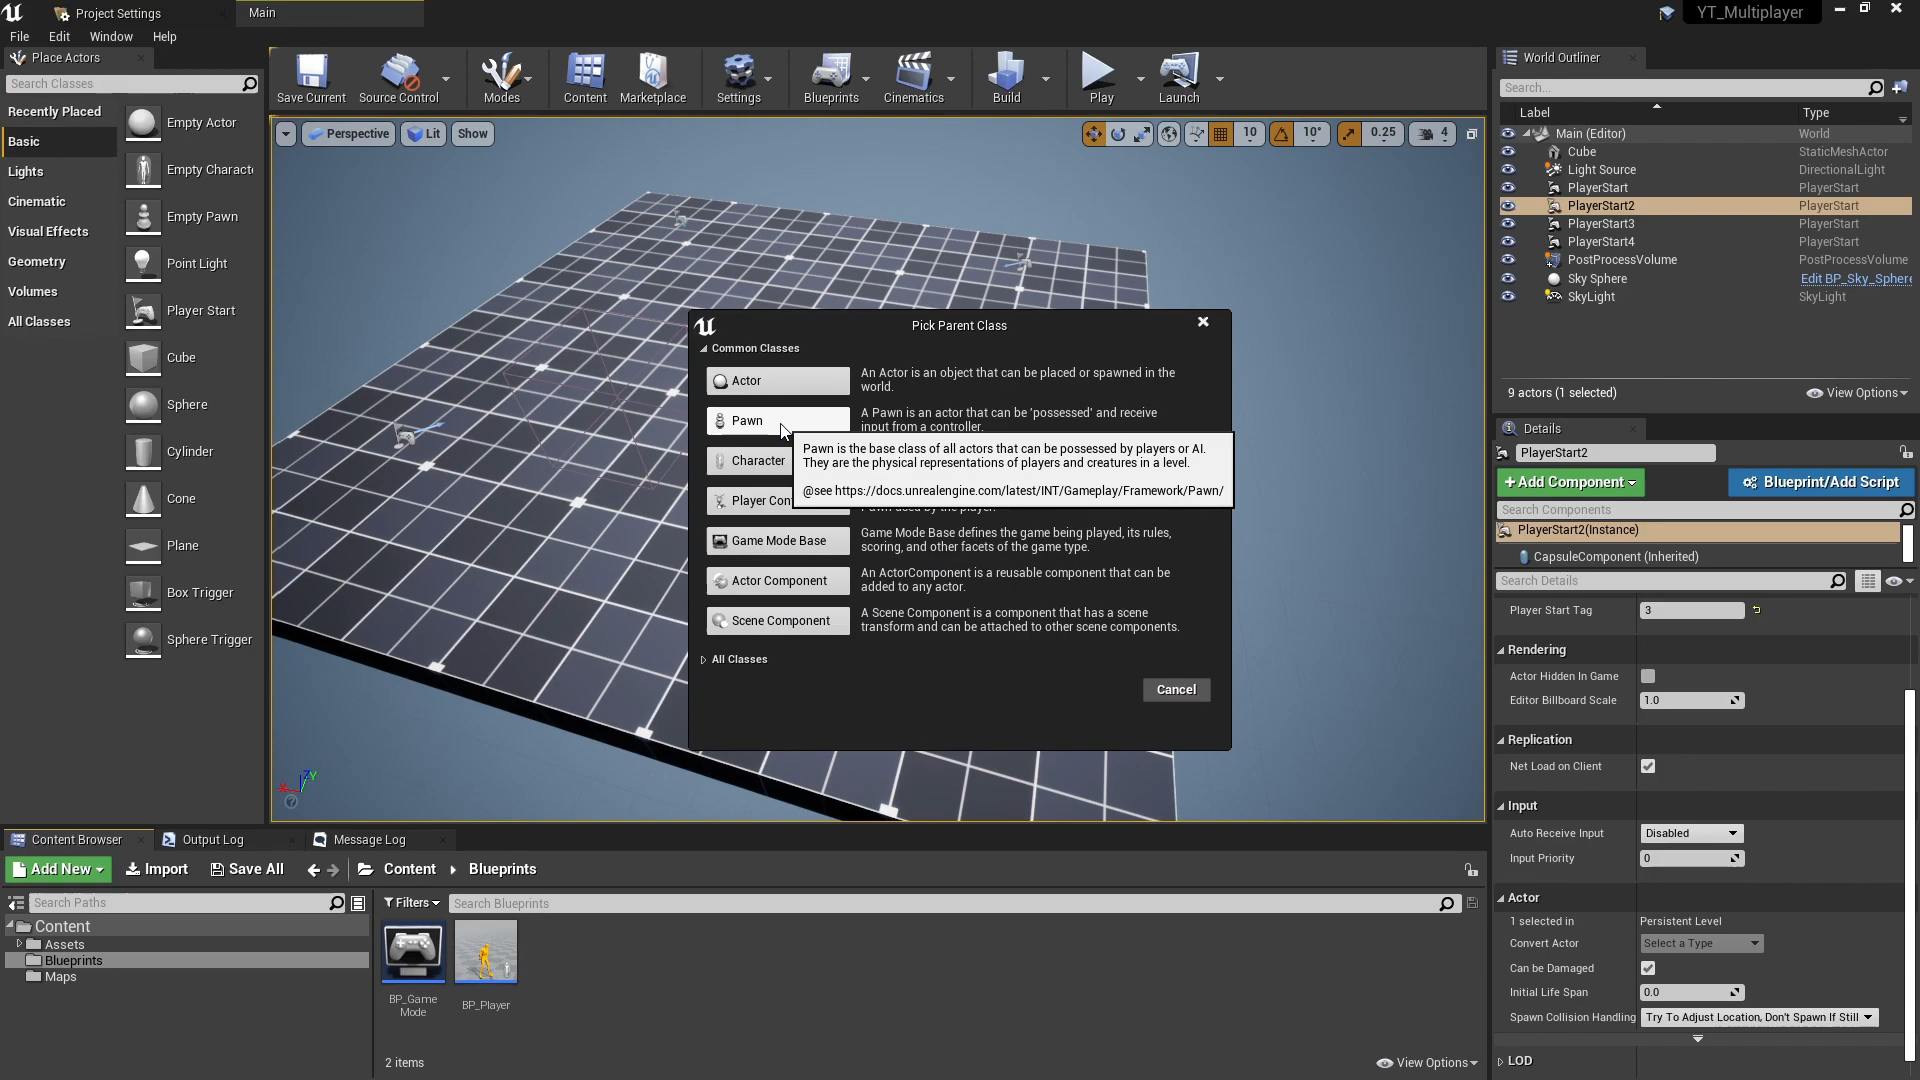 Project Settings
Main
YT_Multiplayer
File Edit Window Help
Place Actors
Search Classes
Recently Placed
Basic
Lights
Cinematic
Visual Effects
Geometry
Volumes
All Classes
Empty Actor
Empty Charact
Empty Pawn
Point Light
Player Start
Cube
Sphere
Cylinder
Cone
Plane
Box Trigger
Sphere Trigger
Save Current
Source Control
Modes
Content
Marketplace
Settings
Blueprints
Cinematics
Build
Play
Launch
Perspective
Lit
Show
10
10°
0.25
4
Pick Parent Class
Common Classes
Actor
An Actor is an object that can be placed or spawned in the
world.
Pawn
A Pawn is an actor that can be 'possessed' and receive
input from a controller.
Pawn is the base class of all actors that can be possessed by players or AI.
They are the physical representations of players and creatures in a level.
@see https://docs.unrealengine.com/latest/INT/Gameplay/Framework/Pawn/
Character
Player Con
Pawn used by the player.
Game Mode Base
Game Mode Base defines the game being played, its rules,
scoring, and other facets of the game type.
Actor Component
An ActorComponent is a reusable component that can be
added to any actor.
Scene Component
A Scene Component is a component that has a scene
transform and can be attached to other scene components.
All Classes
Cancel
Z Y
X
World Outliner
Search...
Label Type
Main (Editor) World
Cube StaticMeshActor
Light Source DirectionalLight
PlayerStart PlayerStart
PlayerStart2 PlayerStart
PlayerStart3 PlayerStart
PlayerStart4 PlayerStart
PostProcessVolume PostProcessVolume
Sky Sphere Edit BP_Sky_Sphere
SkyLight SkyLight
9 actors (1 selected)
View Options
Details
PlayerStart2
+Add Component
Blueprint/Add Script
Search Components
PlayerStart2(Instance)
CapsuleComponent (Inherited)
Search Details
Player Start Tag 3
Rendering
Actor Hidden In Game
Editor Billboard Scale 1.0
Replication
Net Load on Client
Input
Auto Receive Input Disabled
Input Priority 0
Actor
1 selected in Persistent Level
Convert Actor Select a Type
Can be Damaged
Initial Life Span 0.0
Spawn Collision Handling Try To Adjust Location, Don't Spawn If Still
LOD
Content Browser
Output Log
Message Log
Add New
Import
Save All
Content
Blueprints
Search Paths
Content
Assets
Blueprints
Maps
Filters
Search Blueprints
BP_Game
Mode
BP_Player
2 items
View Options